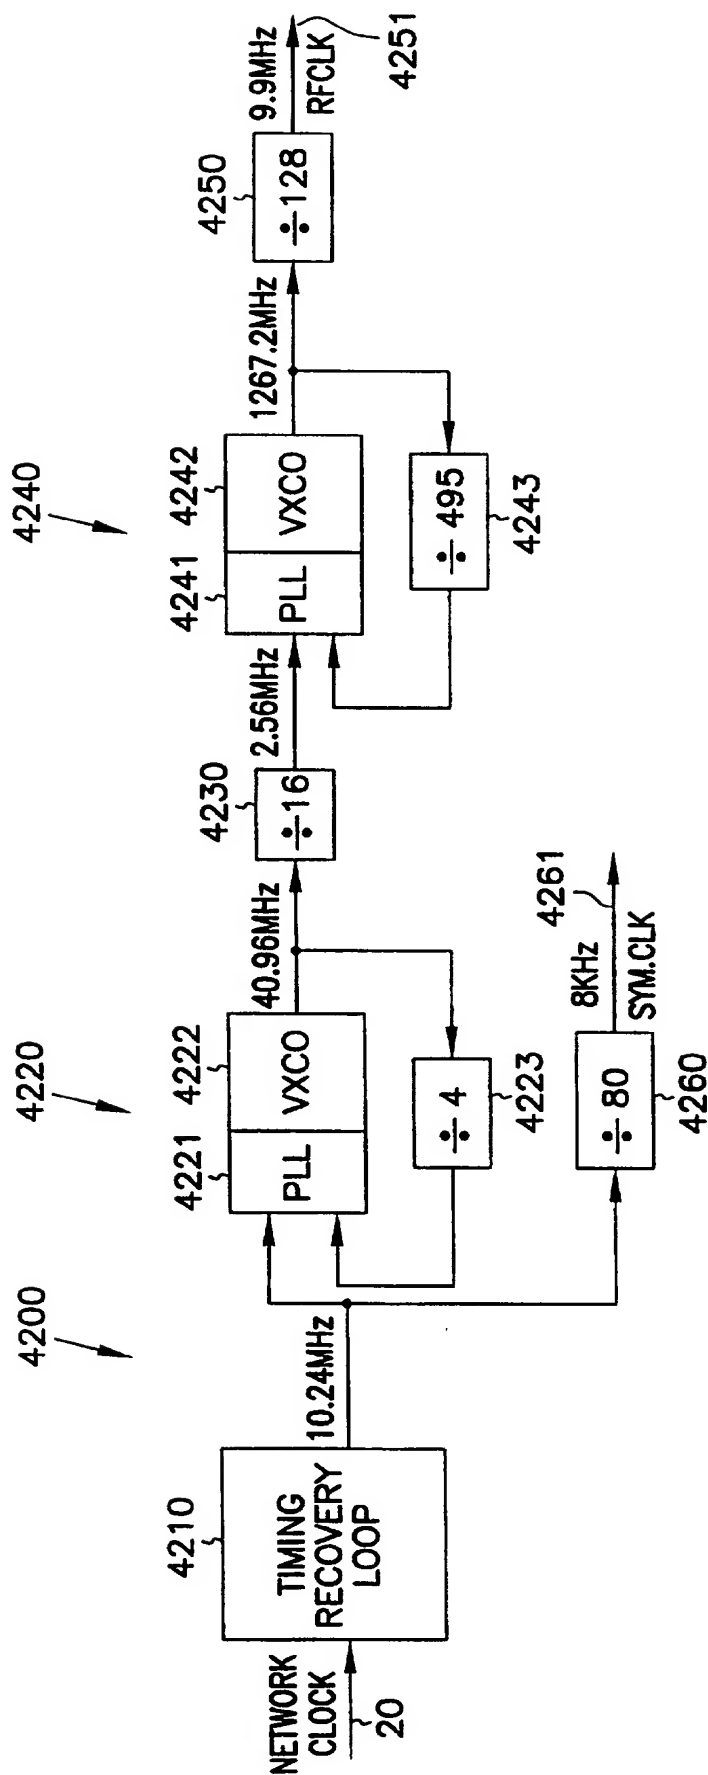 4200
NETWORK
CLOCK
20
4210
TIMING
RECOVERY
LOOP
10.24MHz
4220
4221
4222
PLL
VXCO
÷ 4
4223
40.96MHz
÷ 80
4260
8KHz
SYM.CLK
4261
4230
÷16
2.56MHz
4240
4241
4242
PLL
VXCO
÷ 495
4243
1267.2MHz
4250
÷128
9.9MHz
RFCLK
4251